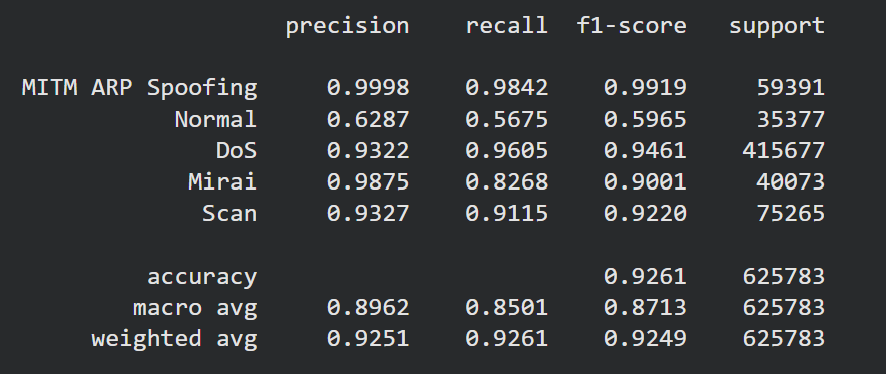 precision recall f1-score support
MITM ARP Spoofing 0.9998 0.9842 0.9919 59391
Normal 0.6287 0.5675 0.5965 35377
DoS 0.9322 0.9605 0.9461 415677
Mirai 0.9875 0.8268 0.9001 40073
Scan 0.9327 0.9115 0.9220 75265
accuracy 0.9261 625783
macro avg 0.8962 0.8501 0.8713 625783
weighted avg 0.9251 0.9261 0.9249 625783